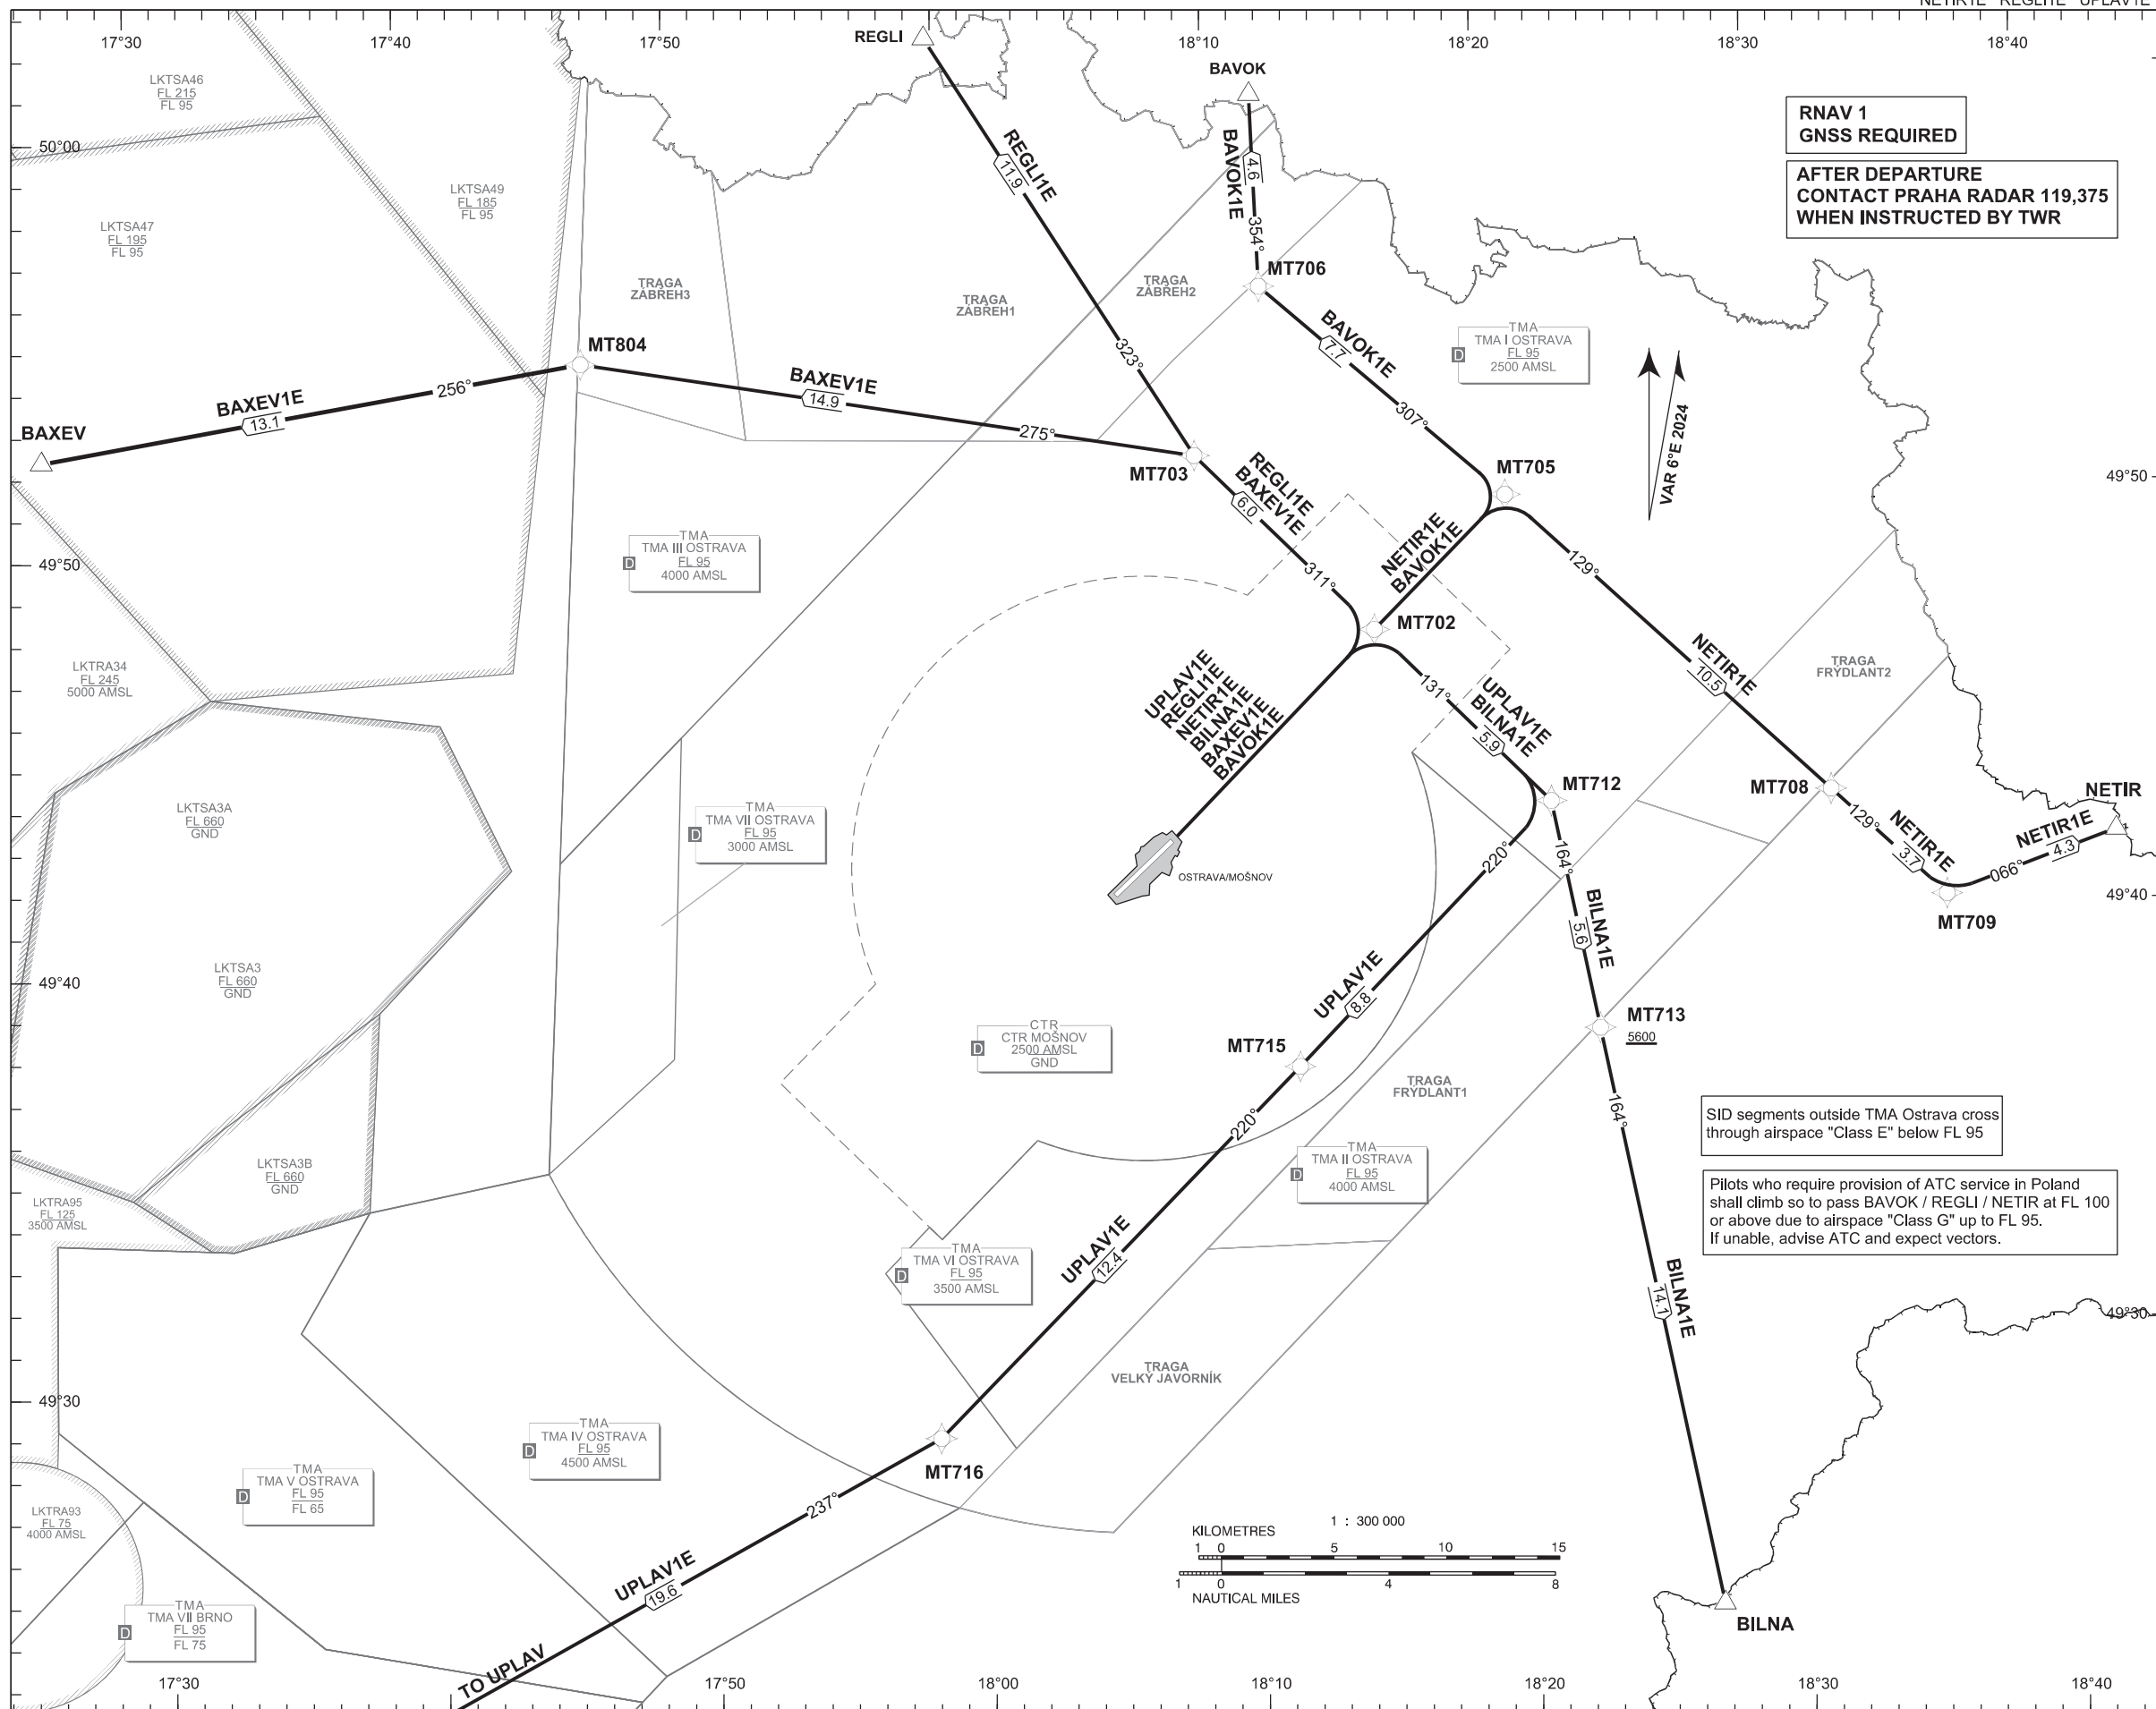 17°30
17°40
17°50
18°10
18°20
18°30
18°40
REGLI
BAVOK
LKTSA46
FL 215
FL 95
RNAV 1
GNSS REQUIRED
AFTER DEPARTURE
CONTACT PRAHA RADAR 119,375
WHEN INSTRUCTED BY TWR
50°00
REGLI1E
11.9
BAVOK1E
4.6
354°
LKTSA49
FL 185
FL 95
LKTSA47
FL 195
FL 95
MT706
TRAGA
ZÁBŘEH3
TRAGA
ZÁBŘEH1
TRAGA
ZÁBŘEH2
323°
BAVOK1E
7.7
307°
TMA
TMA I OSTRAVA
FL 95
2500 AMSL
D
MT804
BAXEV1E
13.1
256°
BAXEV1E
14.9
275°
BAXEV
VAR 6°E 2024
MT703
REGLI1E
BAXEV1E
6.0
311°
MT705
49°50
NETIR1E
BAVOK1E
129°
TMA
TMA III OSTRAVA
FL 95
4000 AMSL
D
49°50
MT702
NETIR1E
10.5
TRAGA
FRÝDLANT2
LKTRA34
FL 245
5000 AMSL
UPLAV1E
REGLI1E
NETIR1E
BILNA1E
BAXEV1E
BAVOK1E
131°
UPLAV1E
BILNA1E
5.9
MT712
MT708
NETIR
LKTSA3A
FL 660
GND
TMA
TMA VII OSTRAVA
FL 95
3000 AMSL
D
129°
NETIR1E
3.7
NETIR1E
4.3
066°
OSTRAVA/MOŠNOV
220°
164°
49°40
MT709
BILNA1E
5.6
LKTSA3
FL 660
GND
49°40
UPLAV1E
8.8
CTR
CTR MOŠNOV
2500 AMSL
GND
D
MT715
MT713
5600
TRAGA
FRÝDLANT1
164°
220°
SID segments outside TMA Ostrava cross
through airspace "Class E" below FL 95
LKTSA3B
FL 660
GND
TMA
TMA II OSTRAVA
FL 95
4000 AMSL
D
LKTRA95
FL 125
3500 AMSL
Pilots who require provision of ATC service in Poland
shall climb so to pass BAVOK / REGLI / NETIR at FL 100
or above due to airspace "Class G" up to FL 95.
If unable, advise ATC and expect vectors.
TMA
TMA VI OSTRAVA
FL 95
3500 AMSL
D
UPLAV1E
12.4
BILNA1E
14.1
49°30
TRAGA
VELKÝ JAVORNÍK
49°30
TMA
TMA IV OSTRAVA
FL 95
4500 AMSL
D
MT716
TMA
TMA V OSTRAVA
FL 95
FL 65
D
LKTRA93
FL 75
4000 AMSL
237°
1 : 300 000
KILOMETRES
1 0 5 10 15
1 0 4 8
NAUTICAL MILES
UPLAV1E
19.6
TMA
TMA VII BRNO
FL 95
FL 75
D
BILNA
TO UPLAV
17°30
17°50
18°00
18°10
18°20
18°30
18°40